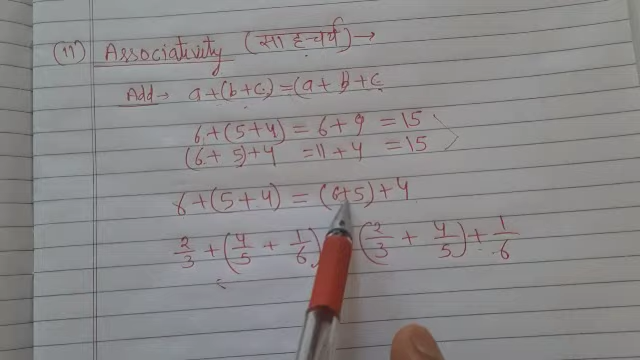 (11) Associativity (साहचर्य) →
Add → a+(b+c) = (a+b+c
6+(5+4) = 6+9 = 15
(6+5)+4 = 11+4 = 15
6+(5+4) = (6+5)+4
2/3 + (4/5 + 1/6) (2/3 + 4/5) + 1/6